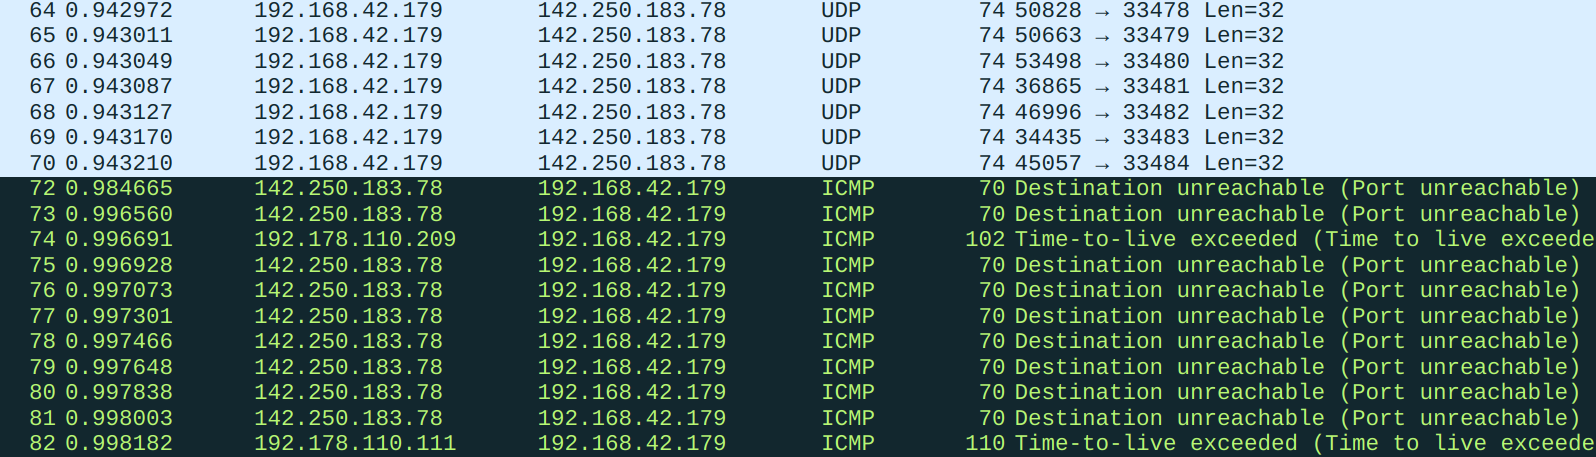 64 0.942972 192.168.42.179 142.250.183.78 UDP 74 50828 → 33478 Len=32
65 0.943011 192.168.42.179 142.250.183.78 UDP 74 50663 → 33479 Len=32
66 0.943049 192.168.42.179 142.250.183.78 UDP 74 53498 → 33480 Len=32
67 0.943087 192.168.42.179 142.250.183.78 UDP 74 36865 → 33481 Len=32
68 0.943127 192.168.42.179 142.250.183.78 UDP 74 46996 → 33482 Len=32
69 0.943170 192.168.42.179 142.250.183.78 UDP 74 34435 → 33483 Len=32
70 0.943210 192.168.42.179 142.250.183.78 UDP 74 45057 → 33484 Len=32
72 0.984665 142.250.183.78 192.168.42.179 ICMP 70 Destination unreachable (Port unreachable)
73 0.996560 142.250.183.78 192.168.42.179 ICMP 70 Destination unreachable (Port unreachable)
74 0.996691 192.178.110.209 192.168.42.179 ICMP 102 Time-to-live exceeded (Time to live exceede
75 0.996928 142.250.183.78 192.168.42.179 ICMP 70 Destination unreachable (Port unreachable)
76 0.997073 142.250.183.78 192.168.42.179 ICMP 70 Destination unreachable (Port unreachable)
77 0.997301 142.250.183.78 192.168.42.179 ICMP 70 Destination unreachable (Port unreachable)
78 0.997466 142.250.183.78 192.168.42.179 ICMP 70 Destination unreachable (Port unreachable)
79 0.997648 142.250.183.78 192.168.42.179 ICMP 70 Destination unreachable (Port unreachable)
80 0.997838 142.250.183.78 192.168.42.179 ICMP 70 Destination unreachable (Port unreachable)
81 0.998003 142.250.183.78 192.168.42.179 ICMP 70 Destination unreachable (Port unreachable)
82 0.998182 192.178.110.111 192.168.42.179 ICMP 110 Time-to-live exceeded (Time to live exceede